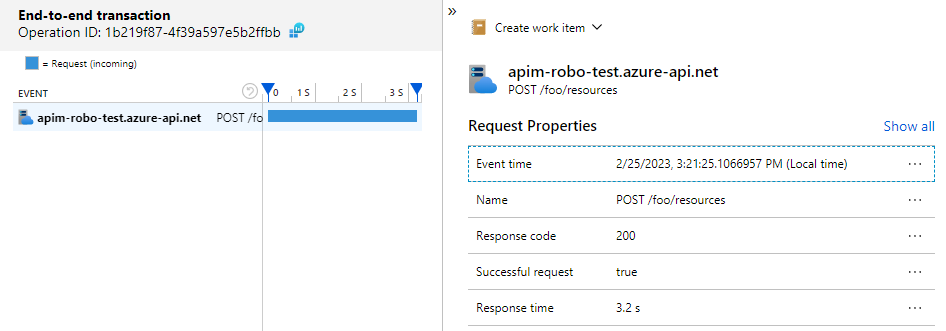 End-to-end transaction
Operation ID: 1b219f87-4f39a597e5b2ffbb
= Request (incoming)
EVENT
0 1 S 2 S 3 S
apim-robo-test.azure-api.net POST /fo
»
Create work item
apim-robo-test.azure-api.net
POST /foo/resources
Request Properties Show all
Event time 2/25/2023, 3:21:25.1066957 PM (Local time) ...
Name POST /foo/resources ...
Response code 200 ...
Successful request true ...
Response time 3.2 s ...